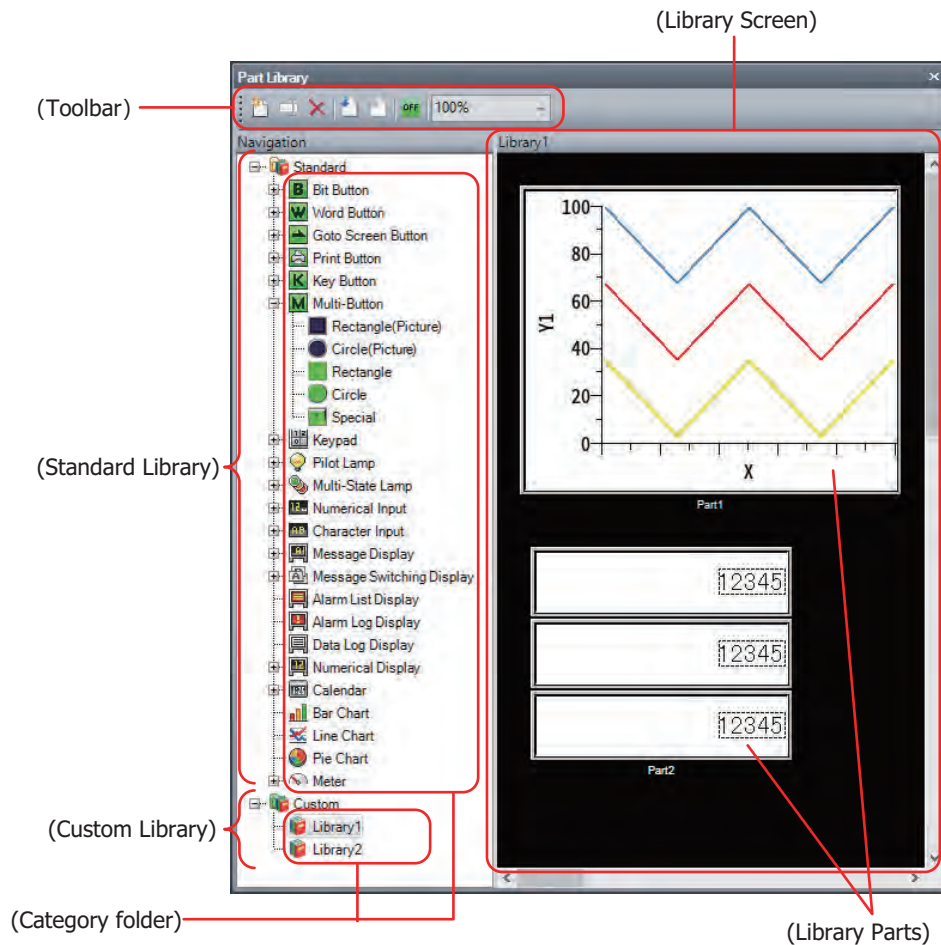 (Library Screen)
Part Library
(Toolbar)
OFF 100%
Navigation
Library1
Standard
B Bit Button
W Word Button
Goto Screen Button
Print Button
K Key Button
M Multi-Button
Rectangle(Picture)
Circle(Picture)
Rectangle
Circle
Special
Keypad
Pilot Lamp
Multi-State Lamp
Numerical Input
AB Character Input
Message Display
Message Switching Display
Alarm List Display
Alarm Log Display
Data Log Display
Numerical Display
Calendar
Bar Chart
Line Chart
Pie Chart
Meter
Custom
Library1
Library2
(Standard Library)
(Custom Library)
(Category folder)
100
80
60
40
20
0
Y1
X
Part1
12345
12345
12345
Part2
(Library Parts)